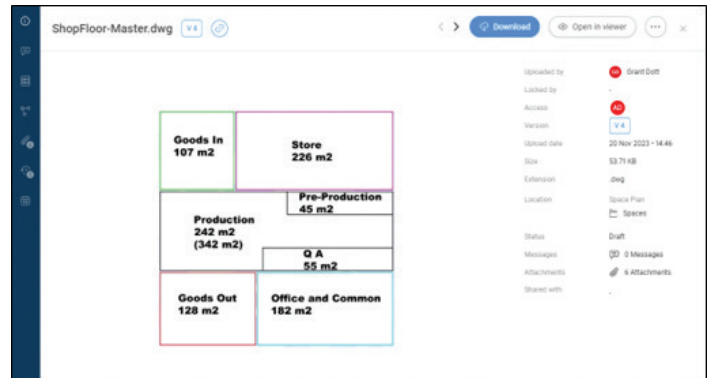 ShopFloor-Master.dwg V 4
Download
Open in viewer
Goods In
107 m2
Store
226 m2
Pre-Production
45 m2
Production
242 m2
(342 m2)
Q A
55 m2
Goods Out
128 m2
Office and Common
182 m2
Uploaded by GD Grant Dott
Locked by -
Access AD
Version V 4
Upload date 20 Nov 2023 - 14:46
Size 53.71 KB
Extension .dwg
Location Space Plan
Spaces
Status Draft
Messages 0 Messages
Attachments 6 Attachments
Shared with -